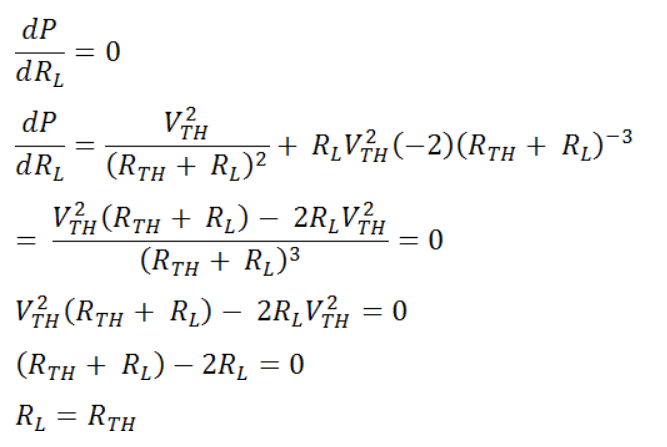 dP/dR_L = 0
dP/dR_L = V_TH^2/(R_TH + R_L)^2 + R_L V_TH^2 (−2)(R_TH + R_L)^−3
= (V_TH^2 (R_TH + R_L) − 2R_L V_TH^2)/(R_TH + R_L)^3 = 0
V_TH^2 (R_TH + R_L) − 2R_L V_TH^2 = 0
(R_TH + R_L) − 2R_L = 0
R_L = R_TH